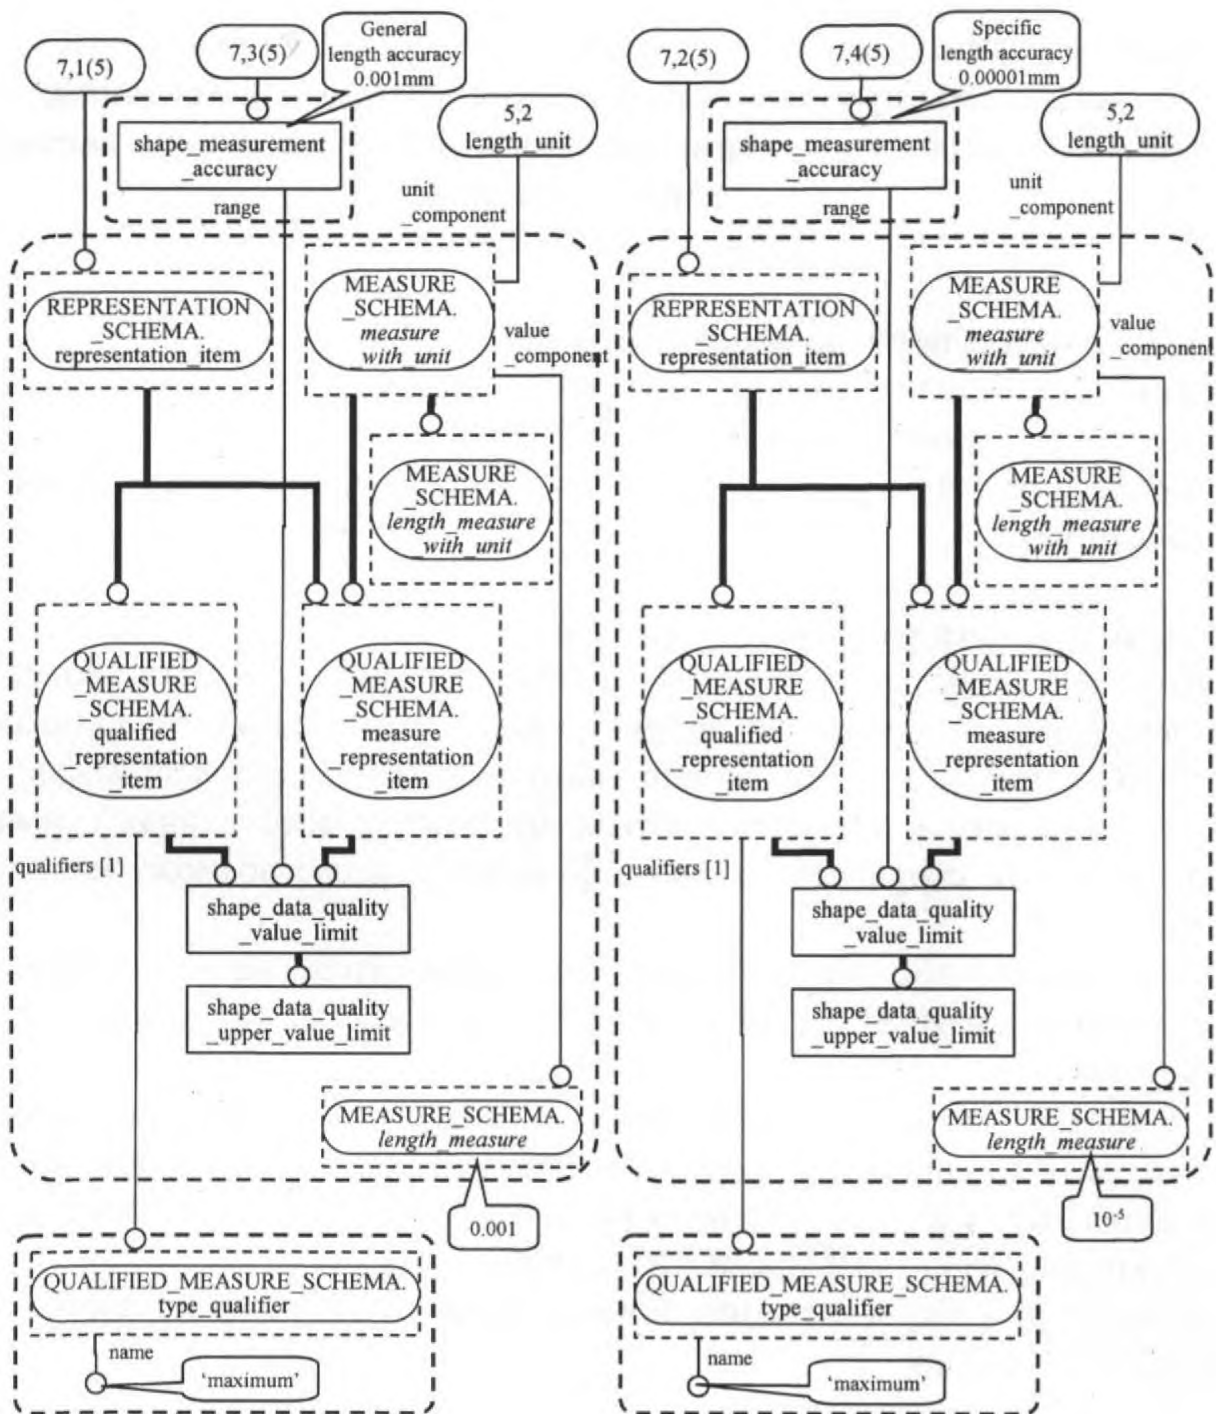 7,1(5)
7,3(5)
General
length accuracy
0.001mm
5,2
length_unit
shape_measurement
_accuracy
range
unit
_component
REPRESENTATION
_SCHEMA.
representation_item
MEASURE
_SCHEMA.
measure
_with_unit
value
_component
MEASURE
_SCHEMA.
length_measure
_with_unit
QUALIFIED
_MEASURE
_SCHEMA.
qualified
_representation
_item
QUALIFIED
_MEASURE
_SCHEMA.
measure
_representation
_item
qualifiers [1]
shape_data_quality
_value_limit
shape_data_quality
_upper_value_limit
MEASURE_SCHEMA.
length_measure
0.001
QUALIFIED_MEASURE_SCHEMA.
type_qualifier
name
‘maximum’
7,2(5)
7,4(5)
Specific
length accuracy
0.00001mm
5,2
length_unit
shape_measurement
_accuracy
range
unit
_component
REPRESENTATION
_SCHEMA.
representation_item
MEASURE
_SCHEMA.
measure
_with_unit
value
_component
MEASURE
_SCHEMA.
length_measure
_with_unit
QUALIFIED
_MEASURE
_SCHEMA.
qualified
_representation
_item
QUALIFIED
_MEASURE
_SCHEMA.
measure
_representation
_item
qualifiers [1]
shape_data_quality
_value_limit
shape_data_quality
_upper_value_limit
MEASURE_SCHEMA.
length_measure
10⁻⁵
QUALIFIED_MEASURE_SCHEMA.
type_qualifier
name
‘maximum’